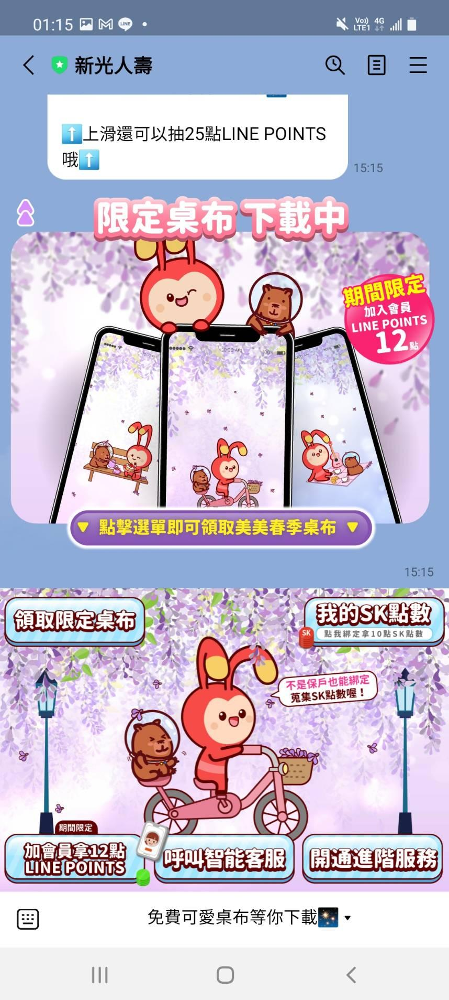 01:15
LINE
Vo))
LTE1
4G
新光人壽
⬆️上滑還可以抽25點LINE POINTS
哦⬆️
15:15
限定桌布 下載中
期間限定
加入會員
LINE POINTS
12點
10:00 AM
100%
點擊選單即可領取美美春季桌布
15:15
領取限定桌布
我的SK點數
SK
點我綁定拿10點SK點數
不是保戶也能綁定
蒐集SK點數喔！
期間限定
加會員拿12點
LINE POINTS
呼叫智能客服
開通進階服務
免費可愛桌布等你下載🎇